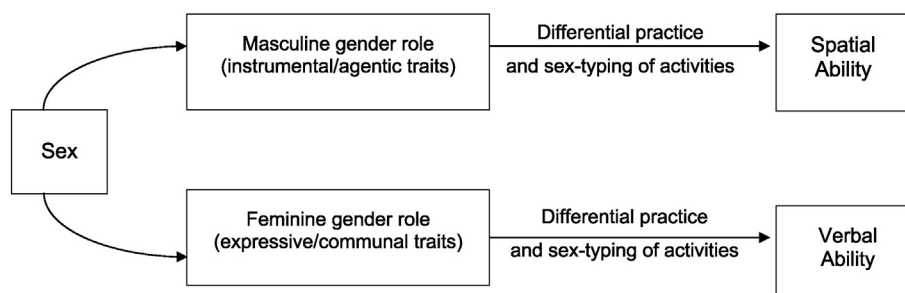 Masculine gender role
(instrumental/agentic traits)
Differential practice
and sex-typing of activities
Spatial
Ability
Sex
Feminine gender role
(expressive/communal traits)
Differential practice
and sex-typing of activities
Verbal
Ability